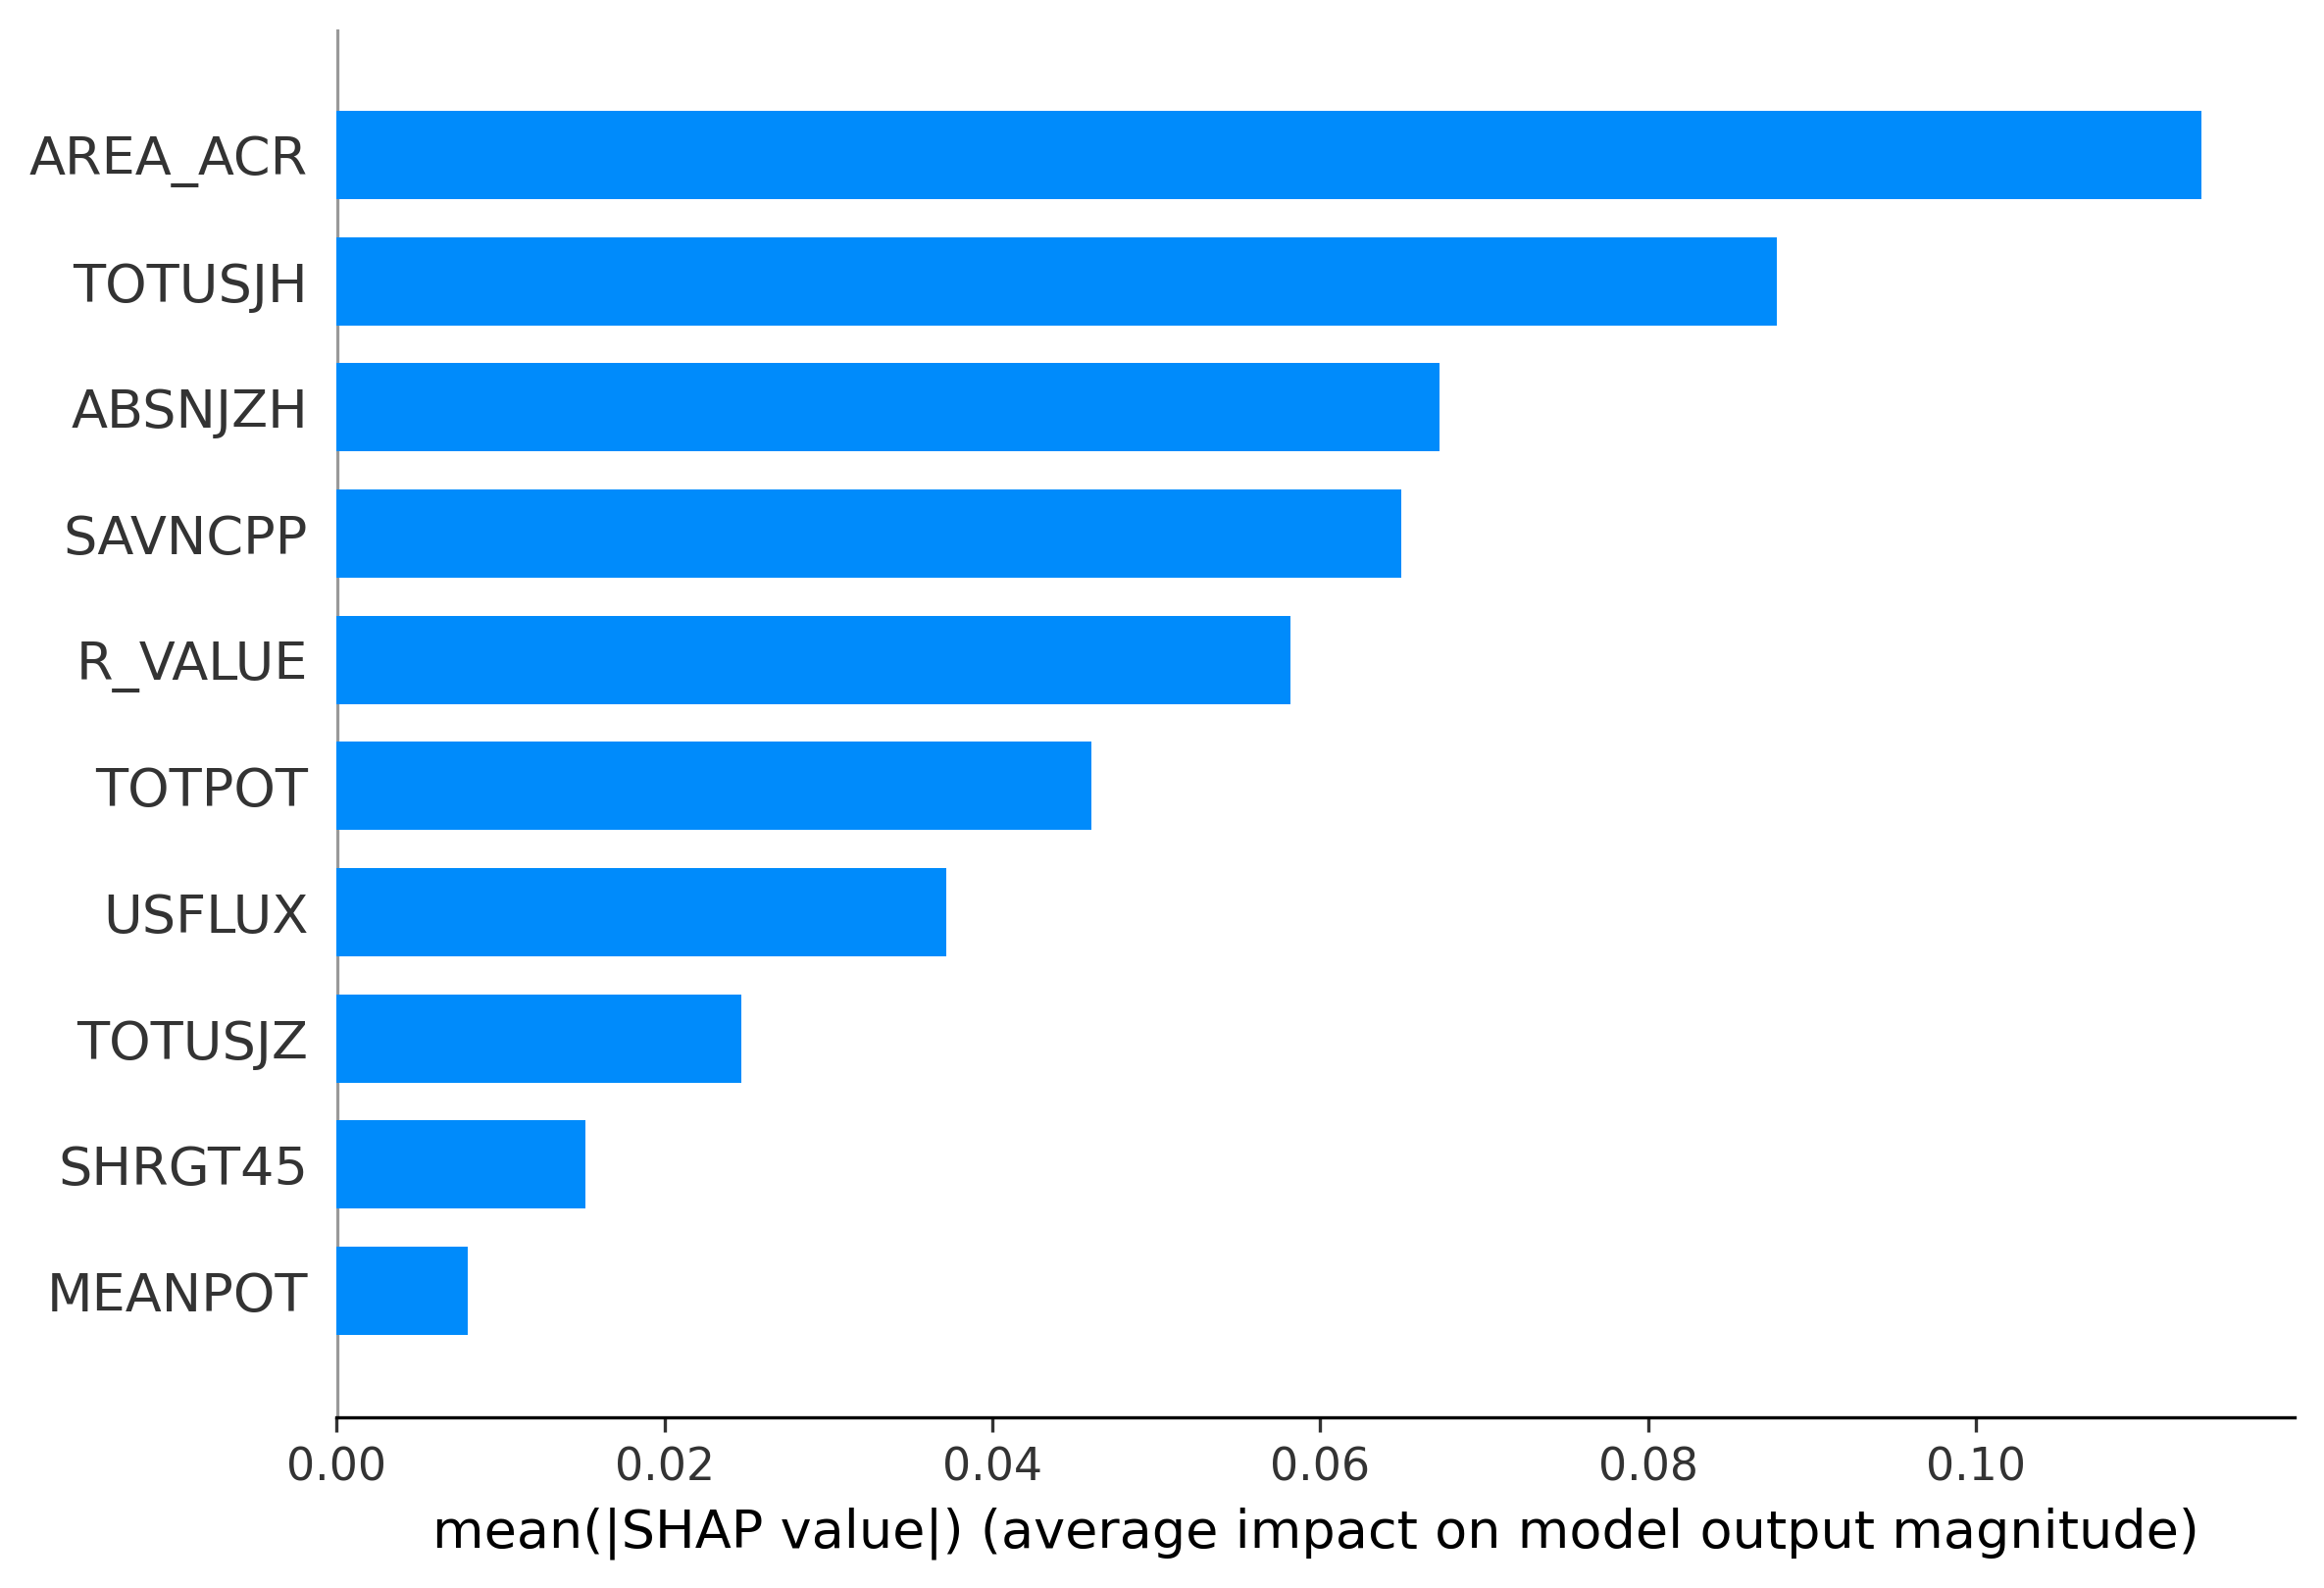 AREA_ACR
TOTUSJH
ABSNJZH
SAVNCPP
R_VALUE
TOTPOT
USFLUX
TOTUSJZ
SHRGT45
MEANPOT
0.00 0.02 0.04 0.06 0.08 0.10
mean(|SHAP value|) (average impact on model output magnitude)